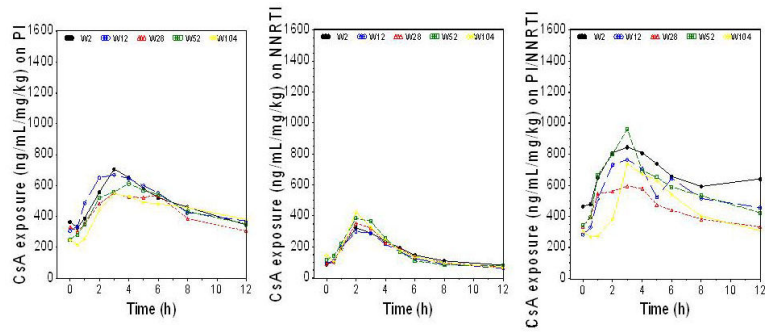 CsA exposure (ng/mL/mg/kg) on PI
1600
1400
1200
1000
800
600
400
200
0
W2 W12 W28 W52 W104
0 2 4 6 8 12
Time (h)
CsA exposure (ng/mL/mg/kg) on NNRTI
1600
1400
1200
1000
800
600
400
200
0
W2 W12 W28 W52 W104
0 2 4 6 8 12
Time (h)
CsA exposure (ng/mL/mg/kg) on PI/NNRTI
1600
1400
1200
1000
800
600
400
200
0
W2 W12 W28 W52 W104
0 2 4 6 8 12
Time (h)